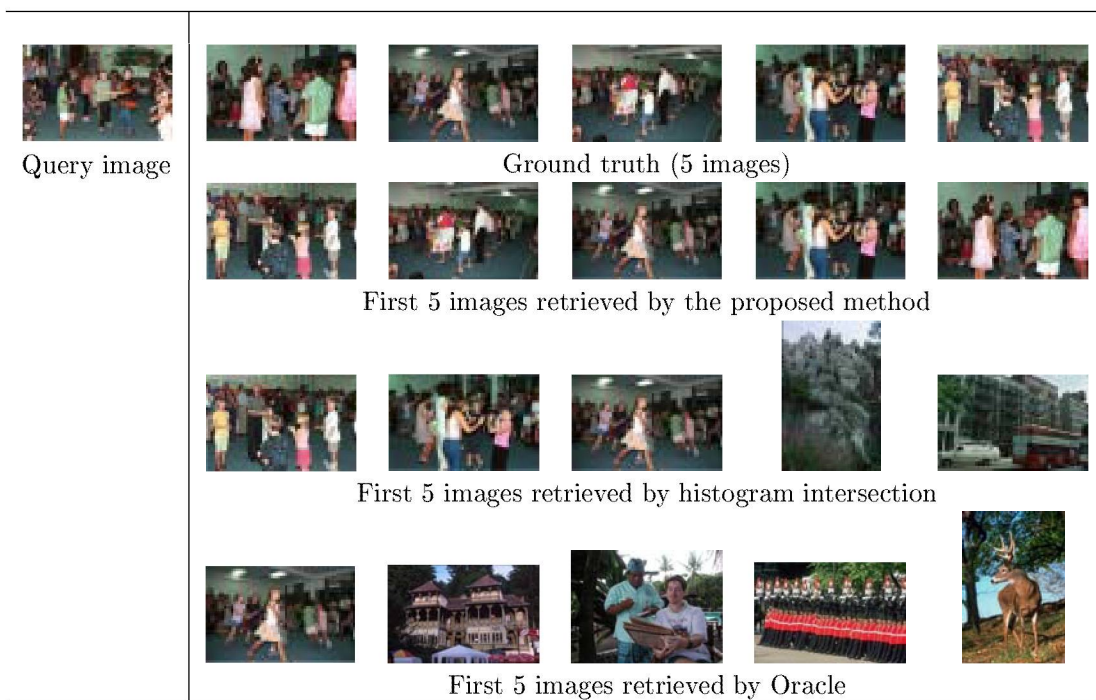 Query image
Ground truth (5 images)
First 5 images retrieved by the proposed method
First 5 images retrieved by histogram intersection
First 5 images retrieved by Oracle